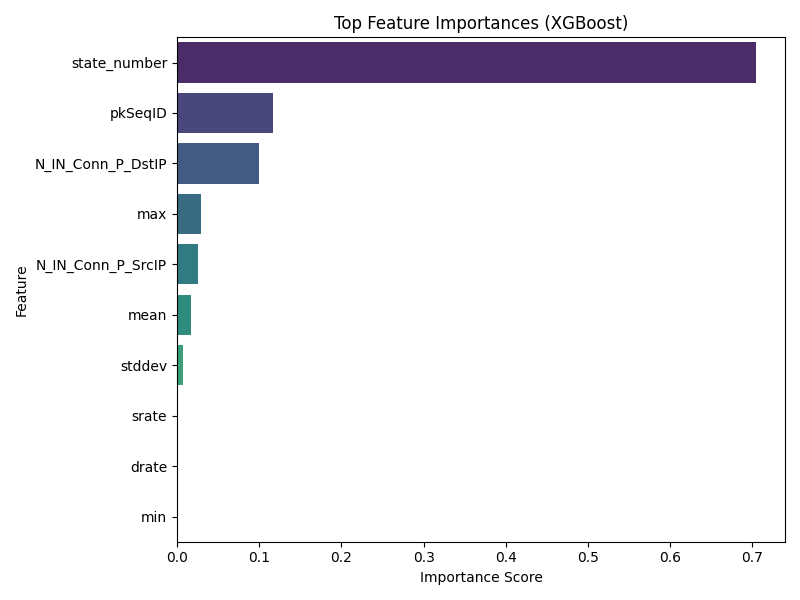 Top Feature Importances (XGBoost)
state_number
pkSeqID
N_IN_Conn_P_DstIP
max
N_IN_Conn_P_SrcIP
mean
stddev
srate
drate
min
Feature
0.0 0.1 0.2 0.3 0.4 0.5 0.6 0.7
Importance Score